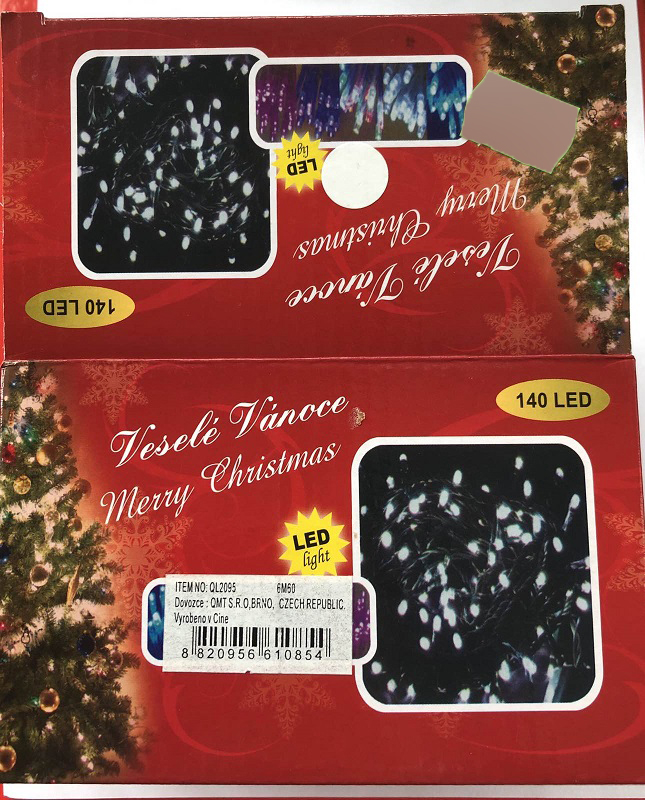 LED
light
Merry Christmas
Veselé Vánoce
140 LED
Veselé Vánoce
Merry Christmas
140 LED
LED
light
ITEM NO: QL2095 6M60
Dovozce : QMT S.R.O,BRNO, CZECH REPUBLIC.
Vyrobeno v Cine
8 820956 610854